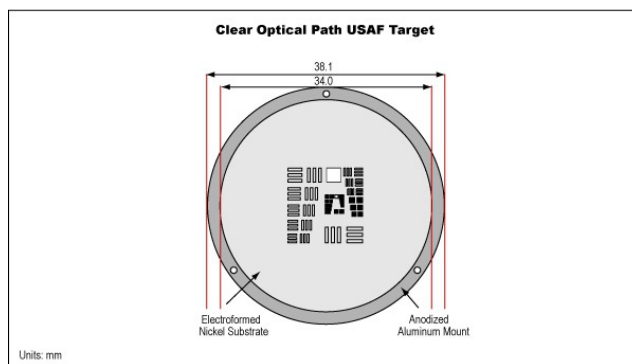 Clear Optical Path USAF Target
38.1
34.0
Electroformed
Nickel Substrate
Anodized
Aluminum Mount
Units: mm